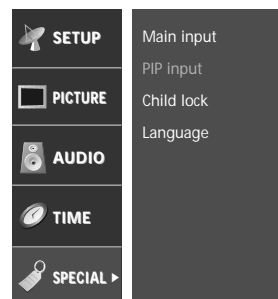 SETUP
PICTURE
AUDIO
TIME
SPECIAL
Main input
PIP input
Child lock
Language